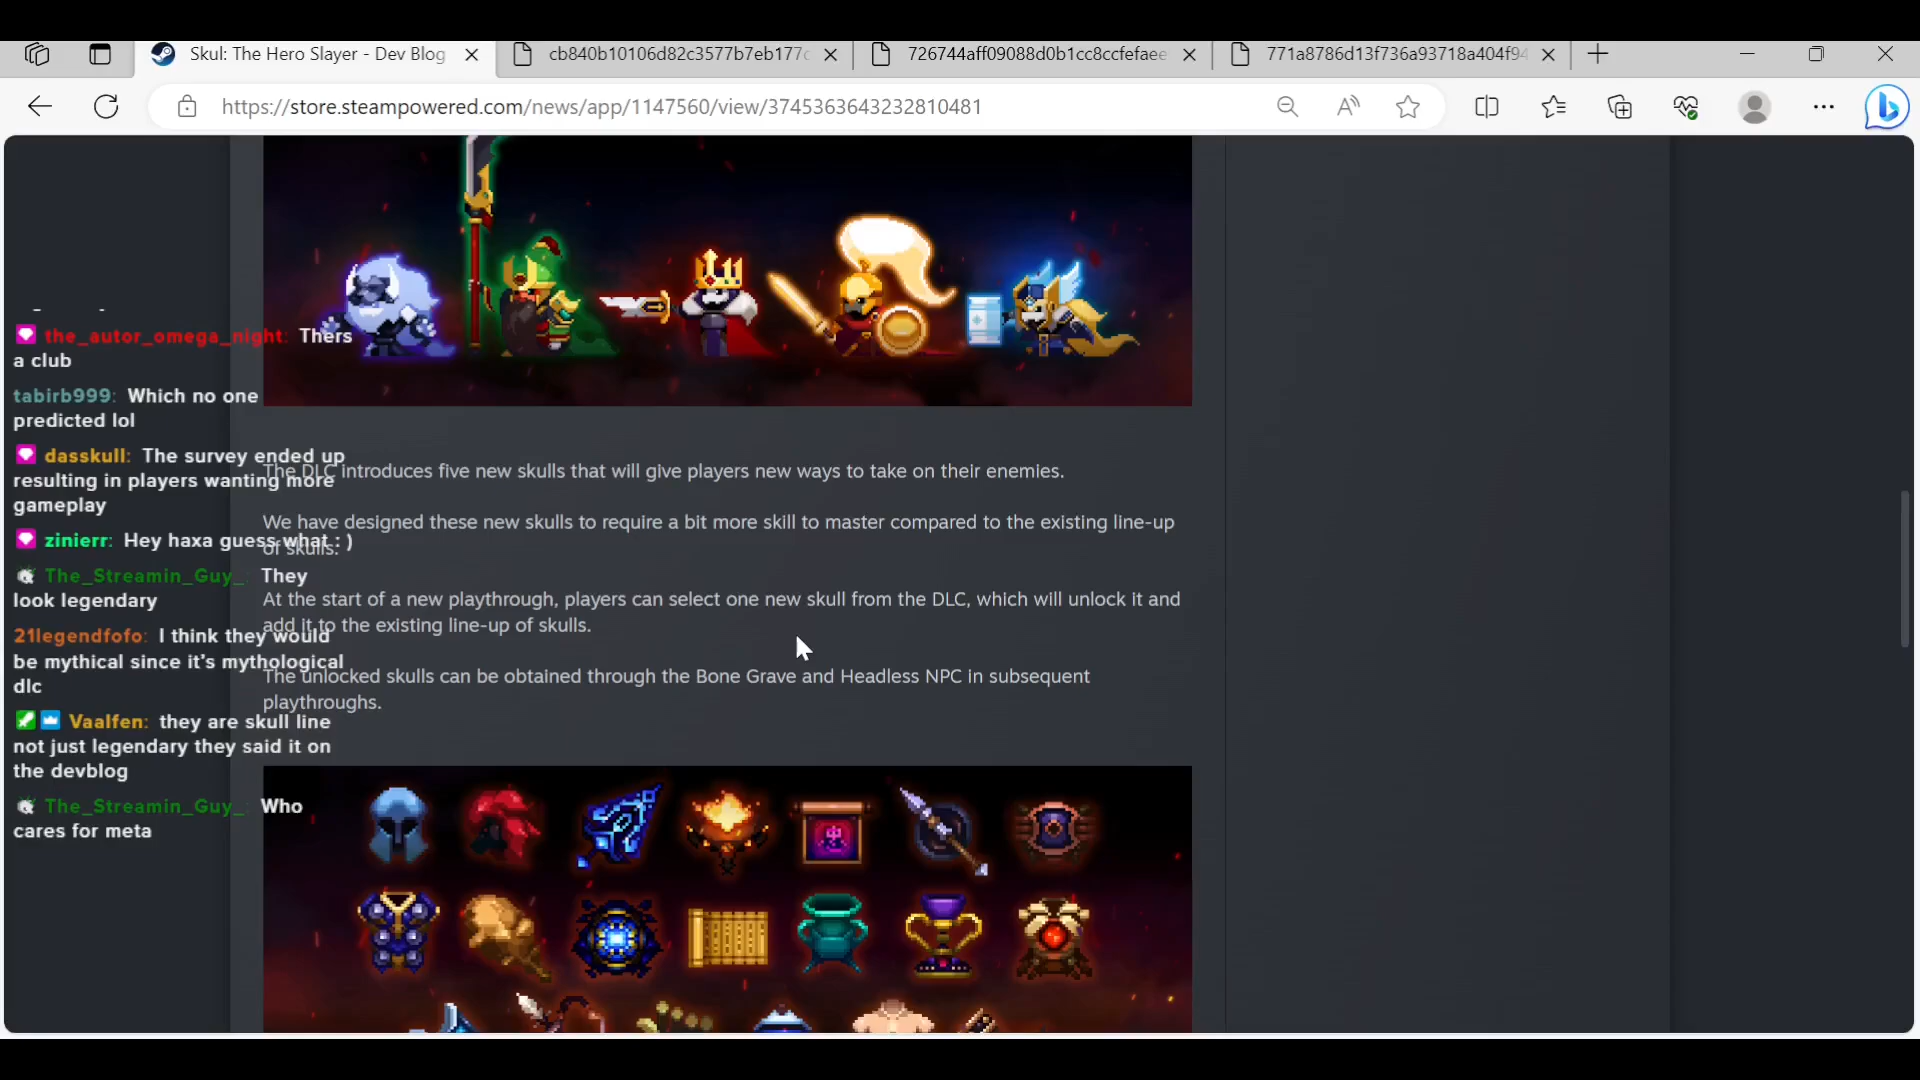 Skul: The Hero Slayer - Dev Blog
cb840b10106d82c3577b7eb177c
726744aff09088d0b1cc8ccfefaee
771a8786d13f736a93718a404f94
https://store.steampowered.com/news/app/1147560/view/3745363643232810481
the_autor_omega_night: Thers
a club
tabirb999: Which no one
predicted lol
dasskull: The survey ended up
resulting in players wanting more
gameplay
zinierr: Hey haxa guess what : )
The_Streamin_Guy_: They
look legendary
21legendfofo: I think they would
be mythical since it's mythological
dlc
Vaalfen: they are skull line
not just legendary they said it on
the devblog
The_Streamin_Guy_: Who
cares for meta
The DLC introduces five new skulls that will give players new ways to take on their enemies.
We have designed these new skulls to require a bit more skill to master compared to the existing line-up
of skulls.
At the start of a new playthrough, players can select one new skull from the DLC, which will unlock it and
add it to the existing line-up of skulls.
The unlocked skulls can be obtained through the Bone Grave and Headless NPC in subsequent
playthroughs.